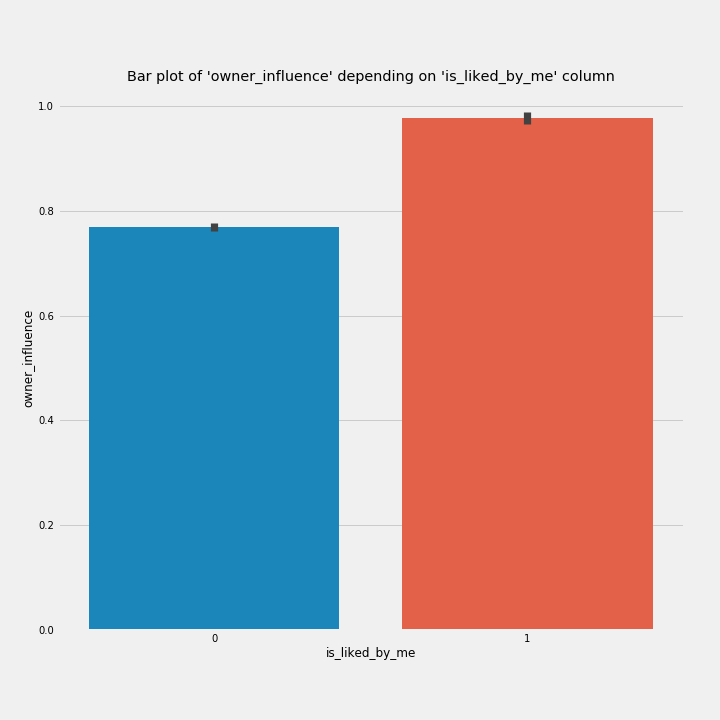 Bar plot of 'owner_influence' depending on 'is_liked_by_me' column
1.0
0.8
0.6
0.4
0.2
0.0
owner_influence
0 1
is_liked_by_me